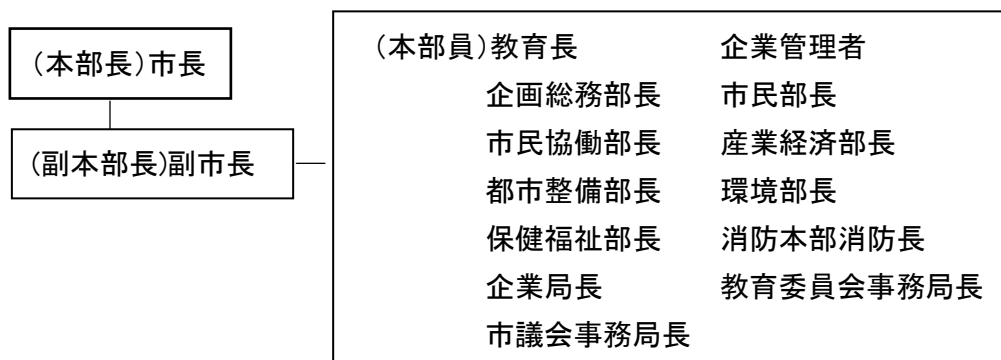 (本部長)市長
(副本部長)副市長
(本部員)教育長 企業管理者
企画総務部長 市民部長
市民協働部長 産業経済部長
都市整備部長 環境部長
保健福祉部長 消防本部消防長
企業局長 教育委員会事務局長
市議会事務局長